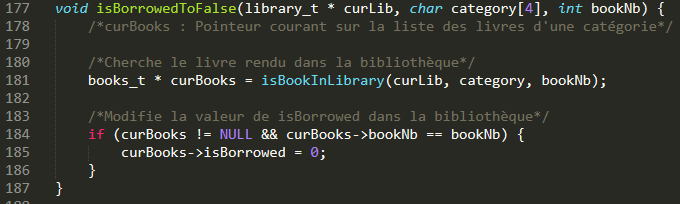 177 void isBorrowedToFalse(library_t * curLib, char category[4], int bookNb) {
178 /*curBooks : Pointeur courant sur la liste des livres d'une catégorie*/
179
180 /*Cherche le livre rendu dans la bibliothèque*/
181 books_t * curBooks = isBookInLibrary(curLib, category, bookNb);
182
183 /*Modifie la valeur de isBorrowed dans la bibliothèque*/
184 if (curBooks != NULL && curBooks->bookNb == bookNb) {
185 curBooks->isBorrowed = 0;
186 }
187 }